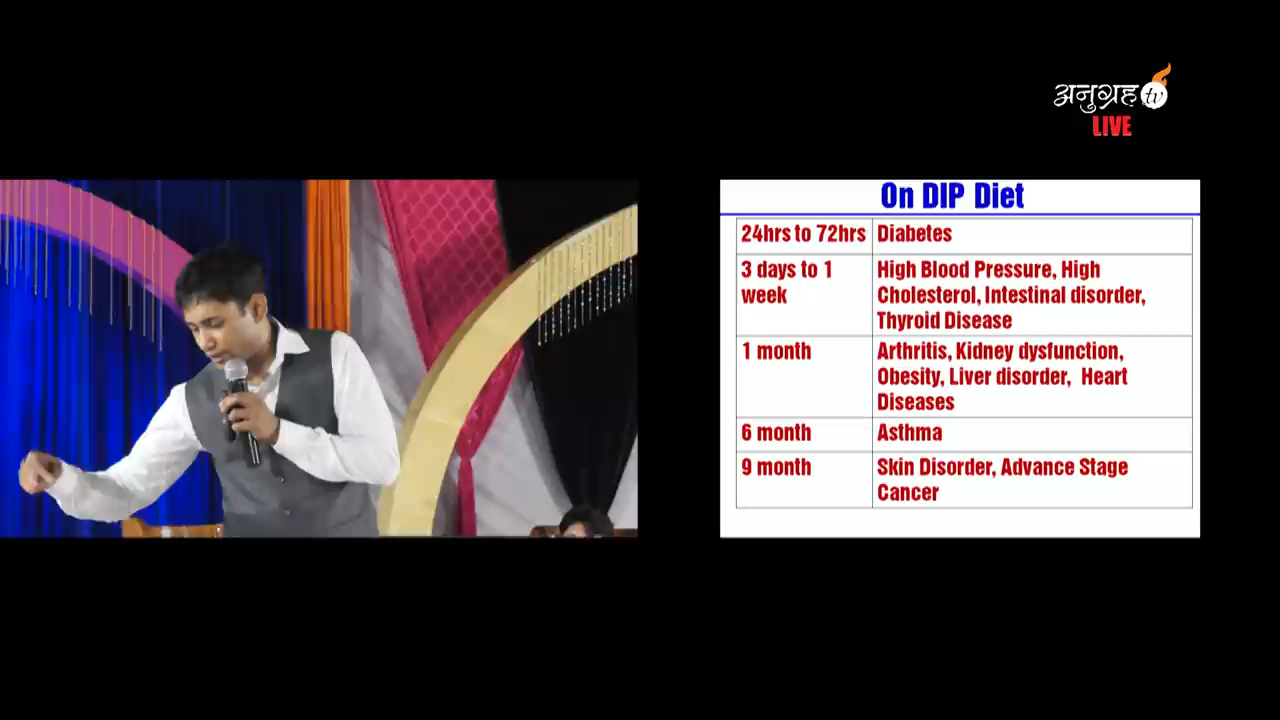 अनुग्रह tv
LIVE
On DIP Diet
24hrs to 72hrs Diabetes
3 days to 1 week High Blood Pressure, High
Cholesterol, Intestinal disorder,
Thyroid Disease
1 month Arthritis, Kidney dysfunction,
Obesity, Liver disorder, Heart
Diseases
6 month Asthma
9 month Skin Disorder, Advance Stage
Cancer